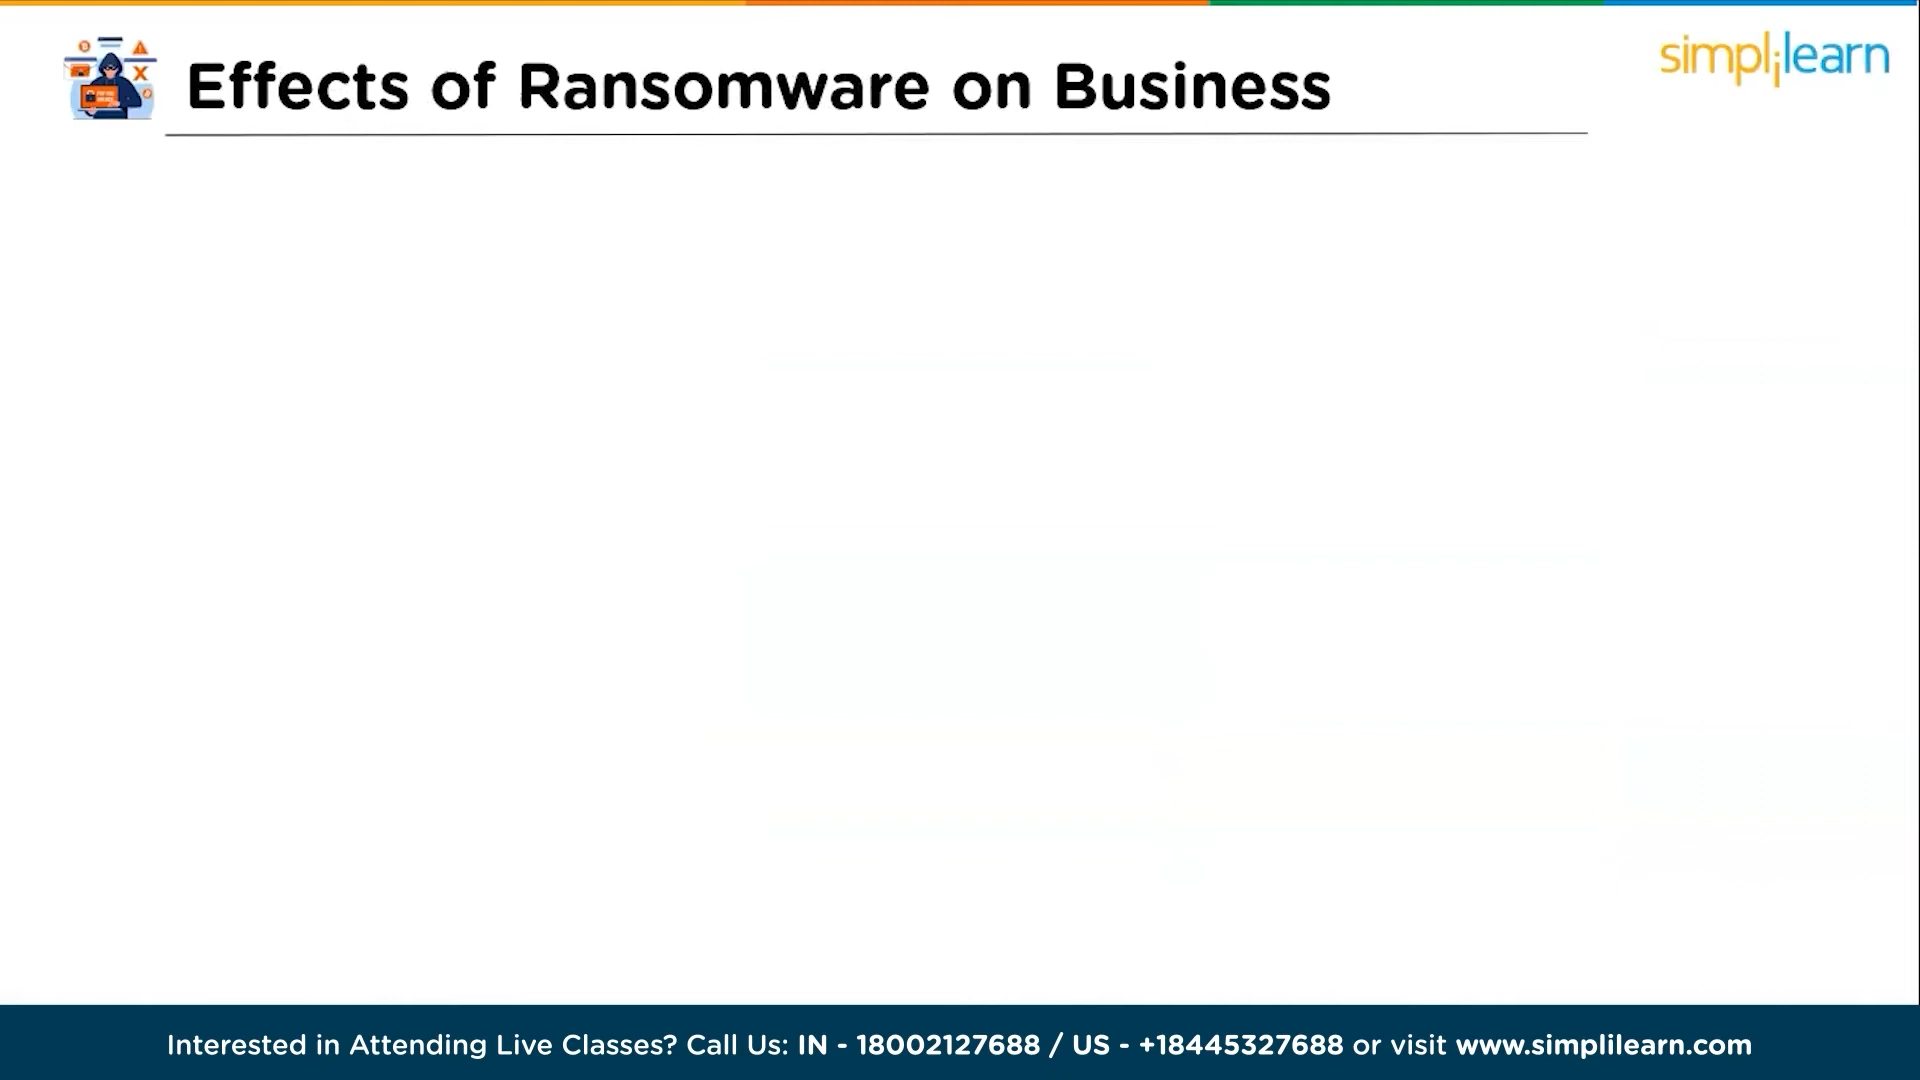 Effects of Ransomware on Business
simplilearn
Interested in Attending Live Classes? Call Us: IN - 18002127688 / US - +18445327688 or visit www.simplilearn.com